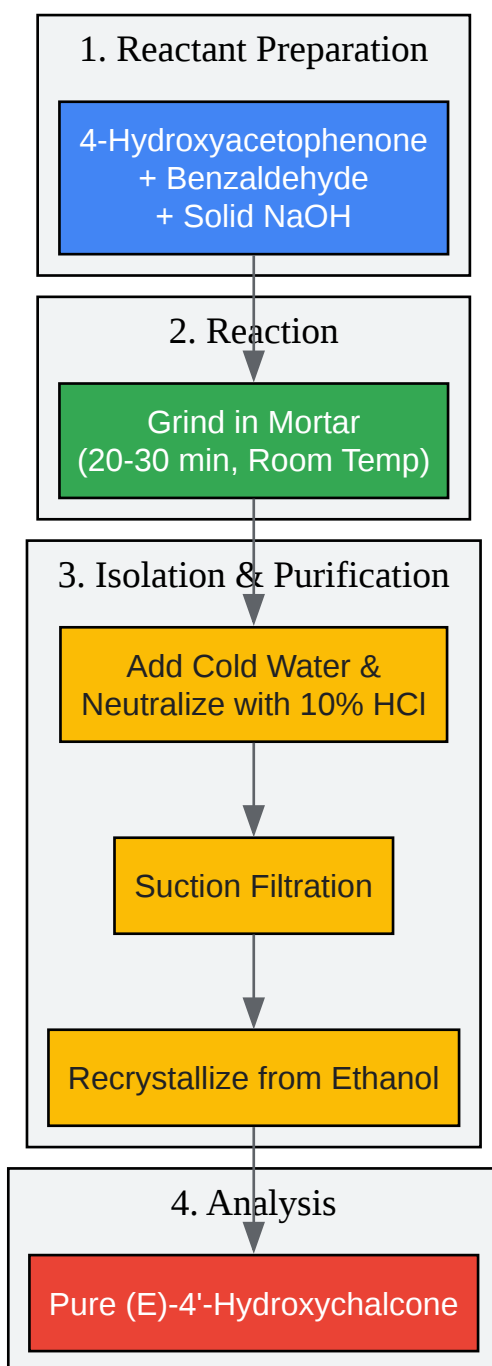 1. Reactant Preparation
4-Hydroxyacetophenone
+ Benzaldehyde
+ Solid NaOH
2. Reaction
Grind in Mortar
(20-30 min, Room Temp)
3. Isolation & Purification
Add Cold Water &
Neutralize with 10% HCl
Suction Filtration
Recrystallize from Ethanol
4. Analysis
Pure (E)-4'-Hydroxychalcone